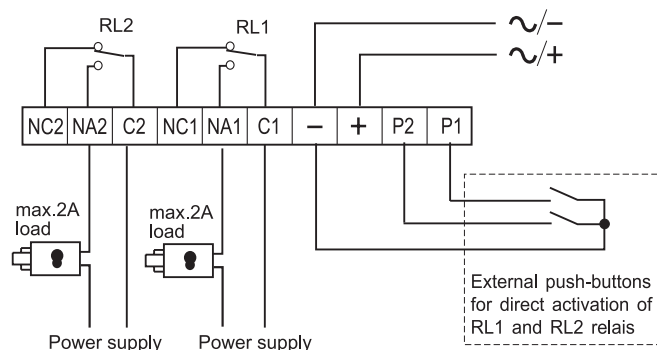 RL2
RL1
∿/−
∿/+
NC2 NA2 C2 NC1 NA1 C1 − + P2 P1
max.2A
load
max.2A
load
External push-buttons
for direct activation of
RL1 and RL2 relais
Power supply
Power supply